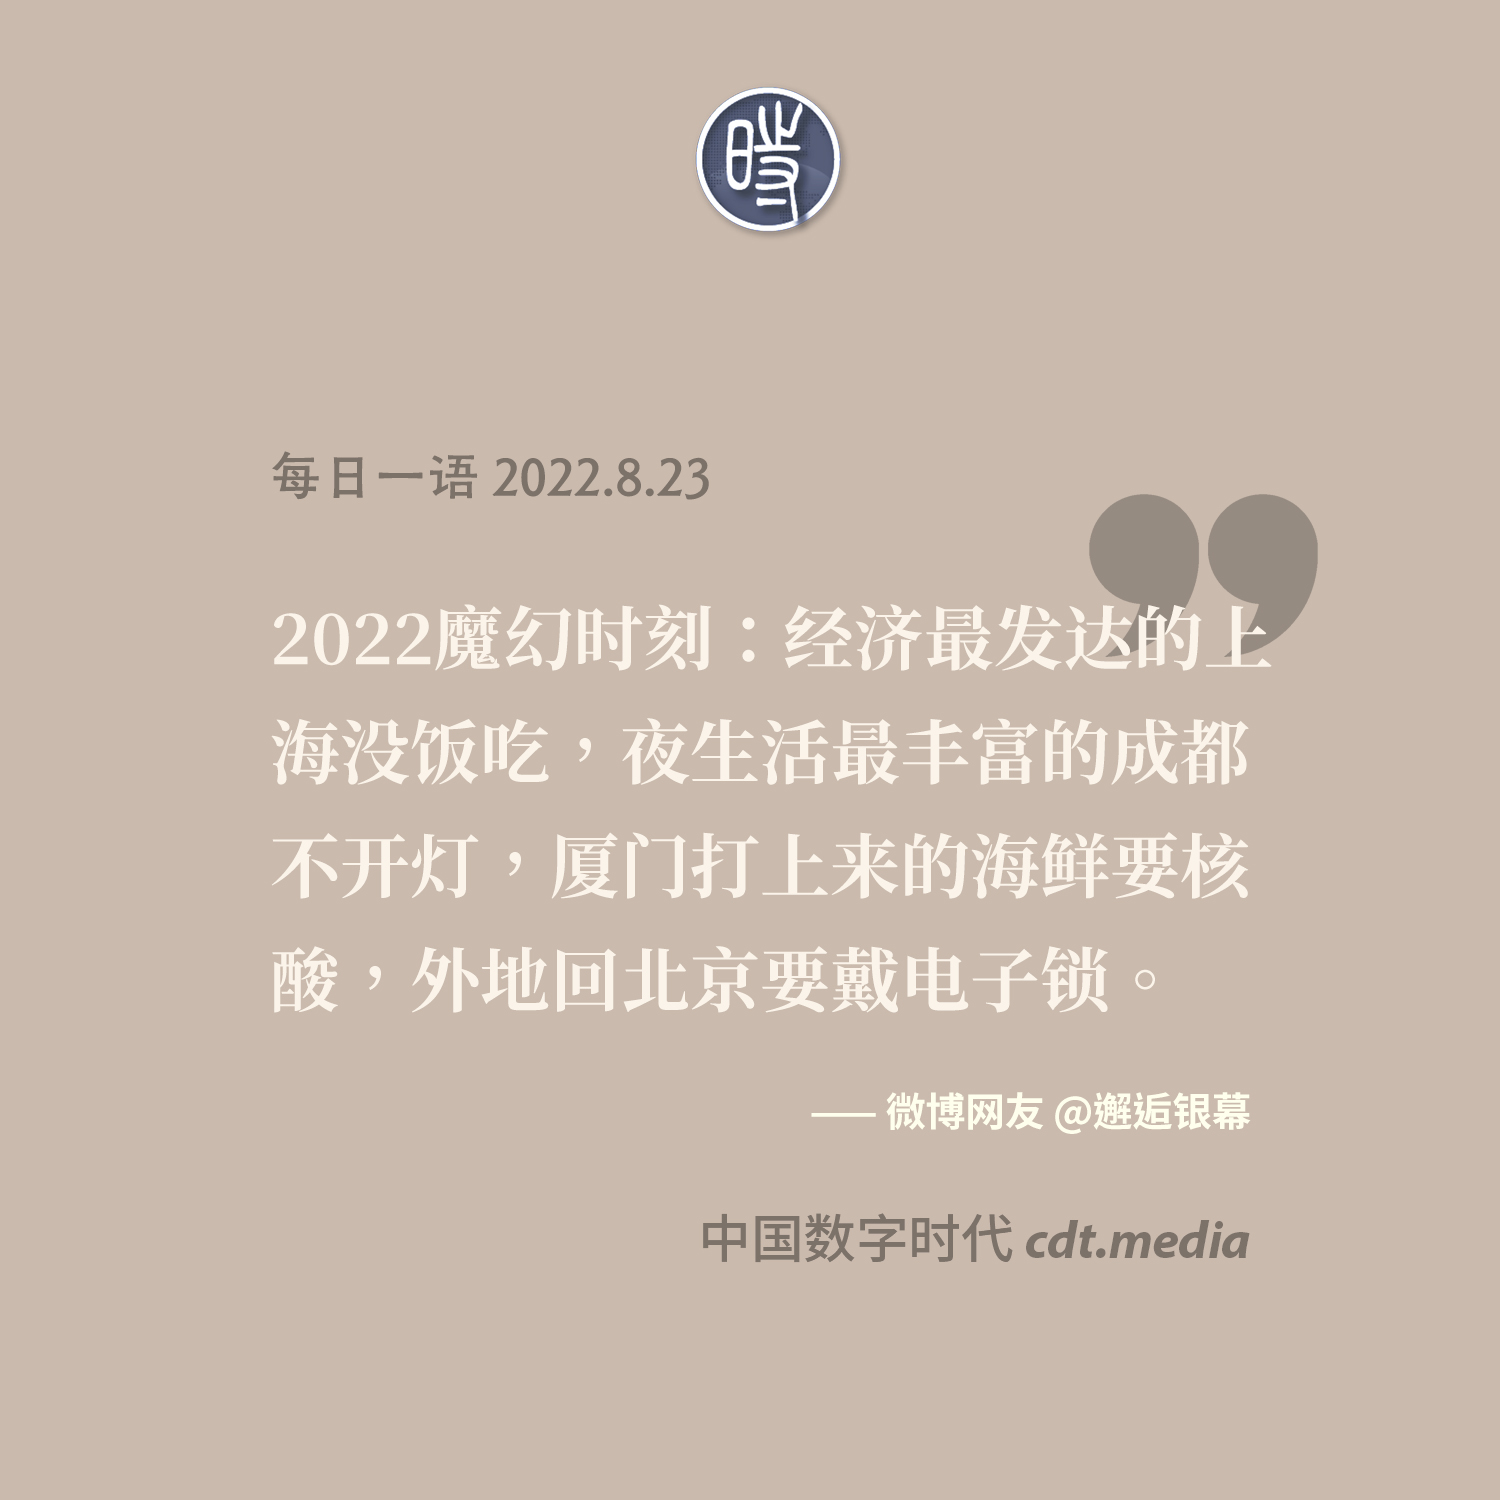 時
每日一语 2022.8.23
2022魔幻时刻：经济最发达的上
海没饭吃，夜生活最丰富的成都
不开灯，厦门打上来的海鲜要核
酸，外地回北京要戴电子锁。
—— 微博网友 @邂逅银幕
中国数字时代 cdt.media